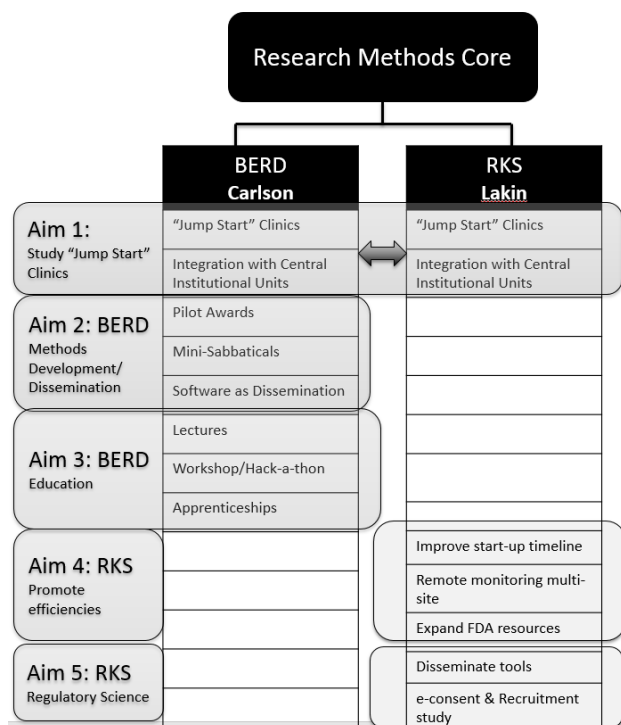 Research Methods Core
BERD
Carlson
RKS
Lakin
Aim 1:
Study “Jump Start”
Clinics
“Jump Start” Clinics
Integration with Central
Institutional Units
“Jump Start” Clinics
Integration with Central
Institutional Units
Aim 2: BERD
Methods
Development/
Dissemination
Pilot Awards
Mini-Sabbaticals
Software as Dissemination
Aim 3: BERD
Education
Lectures
Workshop/Hack-a-thon
Apprenticeships
Aim 4: RKS
Promote
efficiencies
Improve start-up timeline
Remote monitoring multi-
site
Expand FDA resources
Aim 5: RKS
Regulatory Science
Disseminate tools
e-consent & Recruitment
study